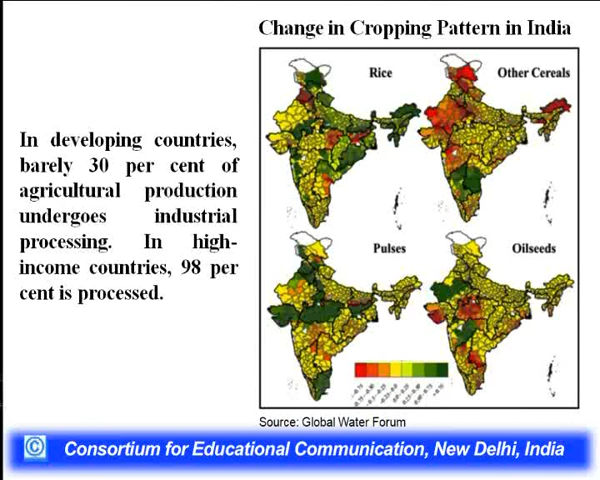 Change in Cropping Pattern in India
Rice
Other Cereals
In developing countries,
barely 30 per cent of
agricultural production
undergoes industrial
processing. In high-
income countries, 98 per
cent is processed.
Pulses
Oilseeds
Source: Global Water Forum
© Consortium for Educational Communication, New Delhi, India